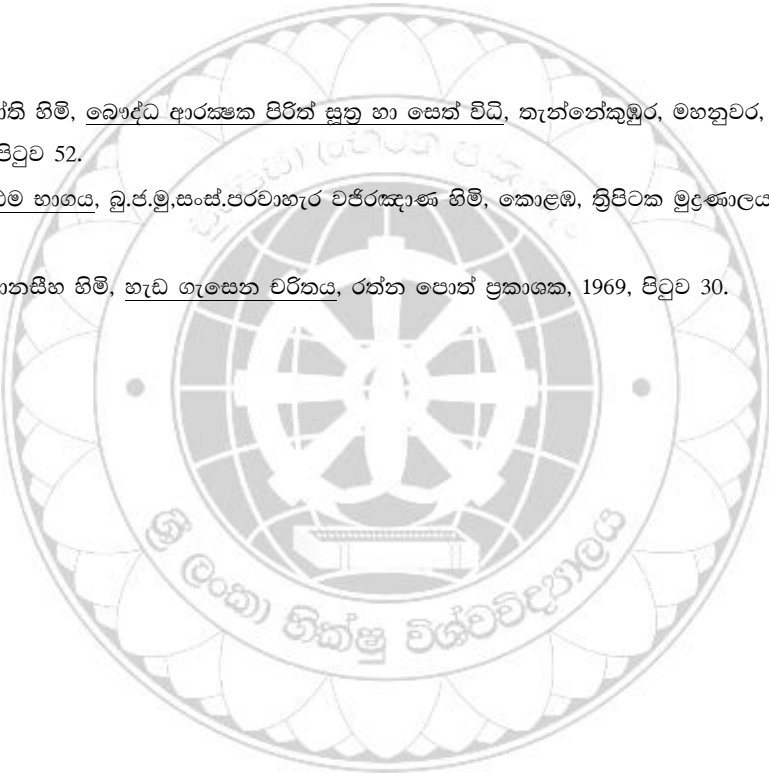 ෝති හිමි, බෞද්ධ ආරක්‍ෂක පිරිත් සූත්‍ර හා සෙත් විධි, තැන්නේකුඹුර, මහනුවර,
පිටුව 52.
ඨම භාගය, බු.ජ.මු,සංස්.පරවාහැර වජිරඤාණ හිමි, කොළඹ, ත්‍රිපිටක මුද්‍රණාලය
ානසීහ හිමි, හැඩ ගැසෙන චරිතය, රත්න පොත් ප්‍රකාශක, 1969, පිටුව 30.
ශ්‍රී ලංකා භික්ෂු විශ්වවිද්‍යාලය